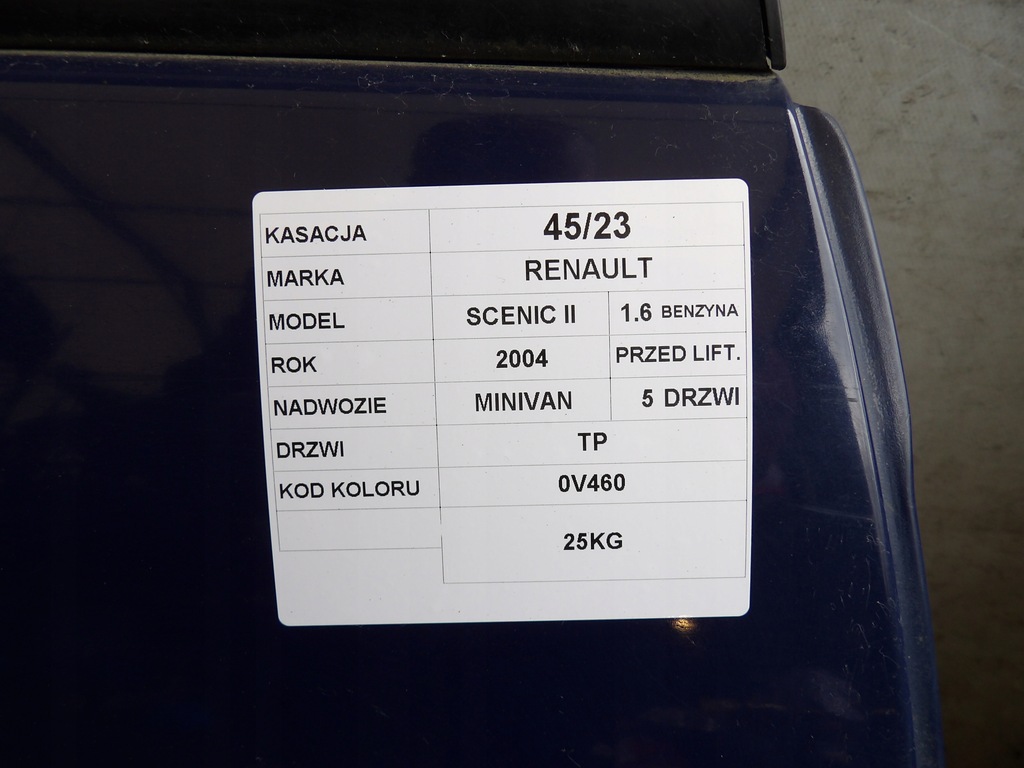 KASACJA 45/23
MARKA RENAULT
MODEL SCENIC II 1.6 BENZYNA
ROK 2004 PRZED LIFT.
NADWOZIE MINIVAN 5 DRZWI
DRZWI TP
KOD KOLORU 0V460
25KG